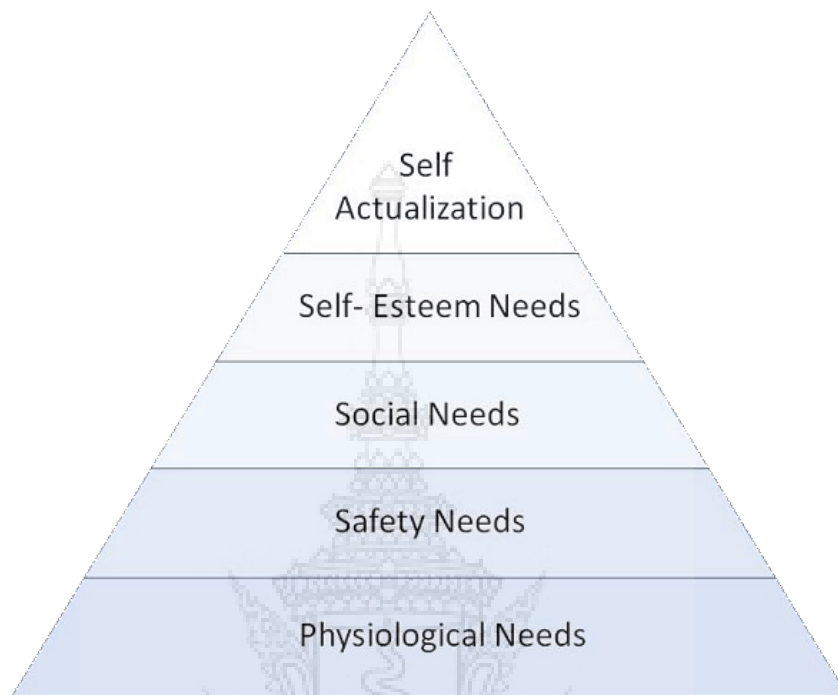 Self
Actualization
Self- Esteem Needs
Social Needs
Safety Needs
Physiological Needs